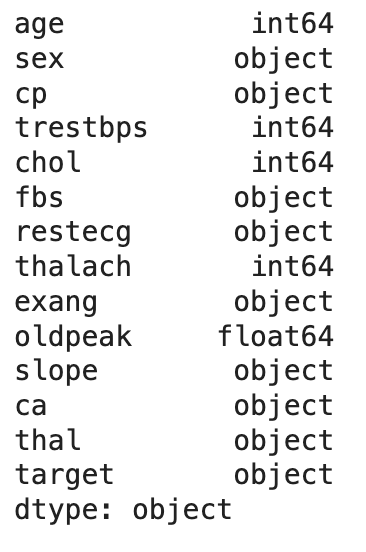 age int64
sex object
cp object
trestbps int64
chol int64
fbs object
restecg object
thalach int64
exang object
oldpeak float64
slope object
ca object
thal object
target object
dtype: object